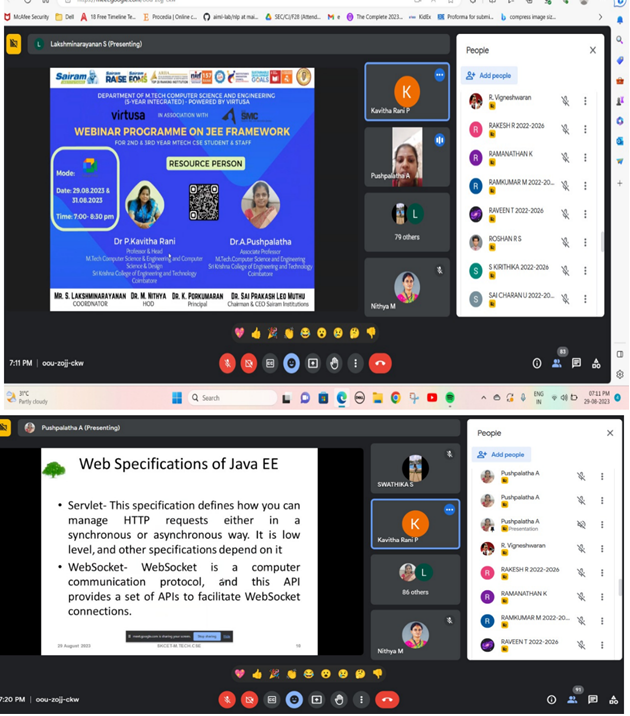 McAfee Security
Dell
18 Free Timeline Te...
Procedia | Online c...
aimsl-lab/nlp at mai...
SEC/CJ/F28 (Attend...
M
KidEx
The Complete 2023...
KidEx
Proforma for submi...
compress image siz...
Lakshminarayanan S (Presenting)
Sairam
DEPARTMENT OF M.TECH COMPUTER SCIENCE AND ENGINEERING
(5-YEAR INTEGRATED) - POWERED BY VIRTUSA
virtusa
IN ASSOCIATION WITH
SMC
WEBINAR PROGRAMME ON JEE FRAMEWORK
FOR 2ND & 3RD YEAR MTECH CSE STUDENT & STAFF
RESOURCE PERSON
Mode:
Date: 29.08.2023 &
31.08.2023
Time: 7:00- 8:30 pm
Dr P.Kavitha Rani
Professor & Head
M.Tech Computer Science & Engineering and Computer
Science & Design
Sri Krishna College of Engineering and Technology
Coimbatore
Dr.A.Pushpalatha
Associate Professor
M.Tech.Computer Science and Engineering
Sri Krishna College of Engineering and Technology
Coimbatore
MR. S. LAKSHMINARAYANAN
COORDNATOR
DR. M. NITHYA
HOD
DR. K. PORKUMARAN
Principal
DR. SAI PRAKASH LEO MUTHU
Chairman & CEO Sairam Institutions
K
Kavitha Rani P
Pushpalatha A
L
79 others
Nithya M
People
Add people
R. Vigneshwaran
R RAKESH R 2022-2026
R RAMANATHAN K
R RAMKUMAR M 2022-20...
RAVEEN T 2022-2026
ROSHAN R S
S S KIRITHIKA 2022-2026
S SAI CHARAN U 2022-20...
7:11 PM | oou-zojj-ckw
83
31°C
Partly cloudy
Search
ENG
IN
07:11 PM
29-08-2023
Pushpalatha A (Presenting)
Web Specifications of Java EE
• Servlet- This specification defines how you can
manage HTTP requests either in a
synchronous or asynchronous way. It is low
level, and other specifications depend on it
• WebSocket- WebSocket is a computer
communication protocol, and this API
provides a set of APIs to facilitate WebSocket
connections.
meet.google.com is sharing your screen.
Stop sharing
Hide
29 August 2023
SKCET-M.TECH.CSE
SWATHIKA S
K
Kavitha Rani P
L
86 others
Nithya M
People
Add people
Pushpalatha A
Pushpalatha A
Pushpalatha A
Presentation
R. Vigneshwaran
R RAKESH R 2022-2026
R RAMANATHAN K
R RAMKUMAR M 2022-20...
RAVEEN T 2022-2026
7:20 PM | oou-zojj-ckw
91